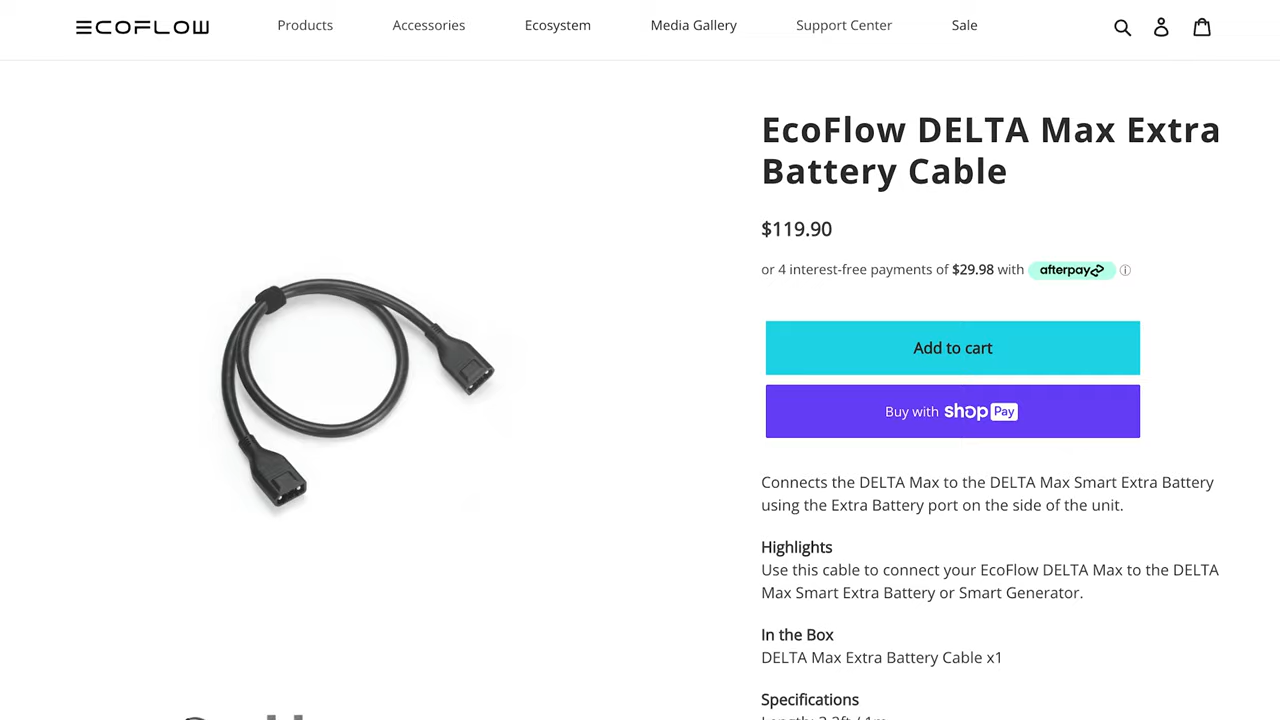 ECOFLOW
Products
Accessories
Ecosystem
Media Gallery
Support Center
Sale
EcoFlow DELTA Max Extra
Battery Cable
$119.90
or 4 interest-free payments of $29.98 with afterpay
Add to cart
Buy with shop Pay
Connects the DELTA Max to the DELTA Max Smart Extra Battery
using the Extra Battery port on the side of the unit.
Highlights
Use this cable to connect your EcoFlow DELTA Max to the DELTA
Max Smart Extra Battery or Smart Generator.
In the Box
DELTA Max Extra Battery Cable x1
Specifications